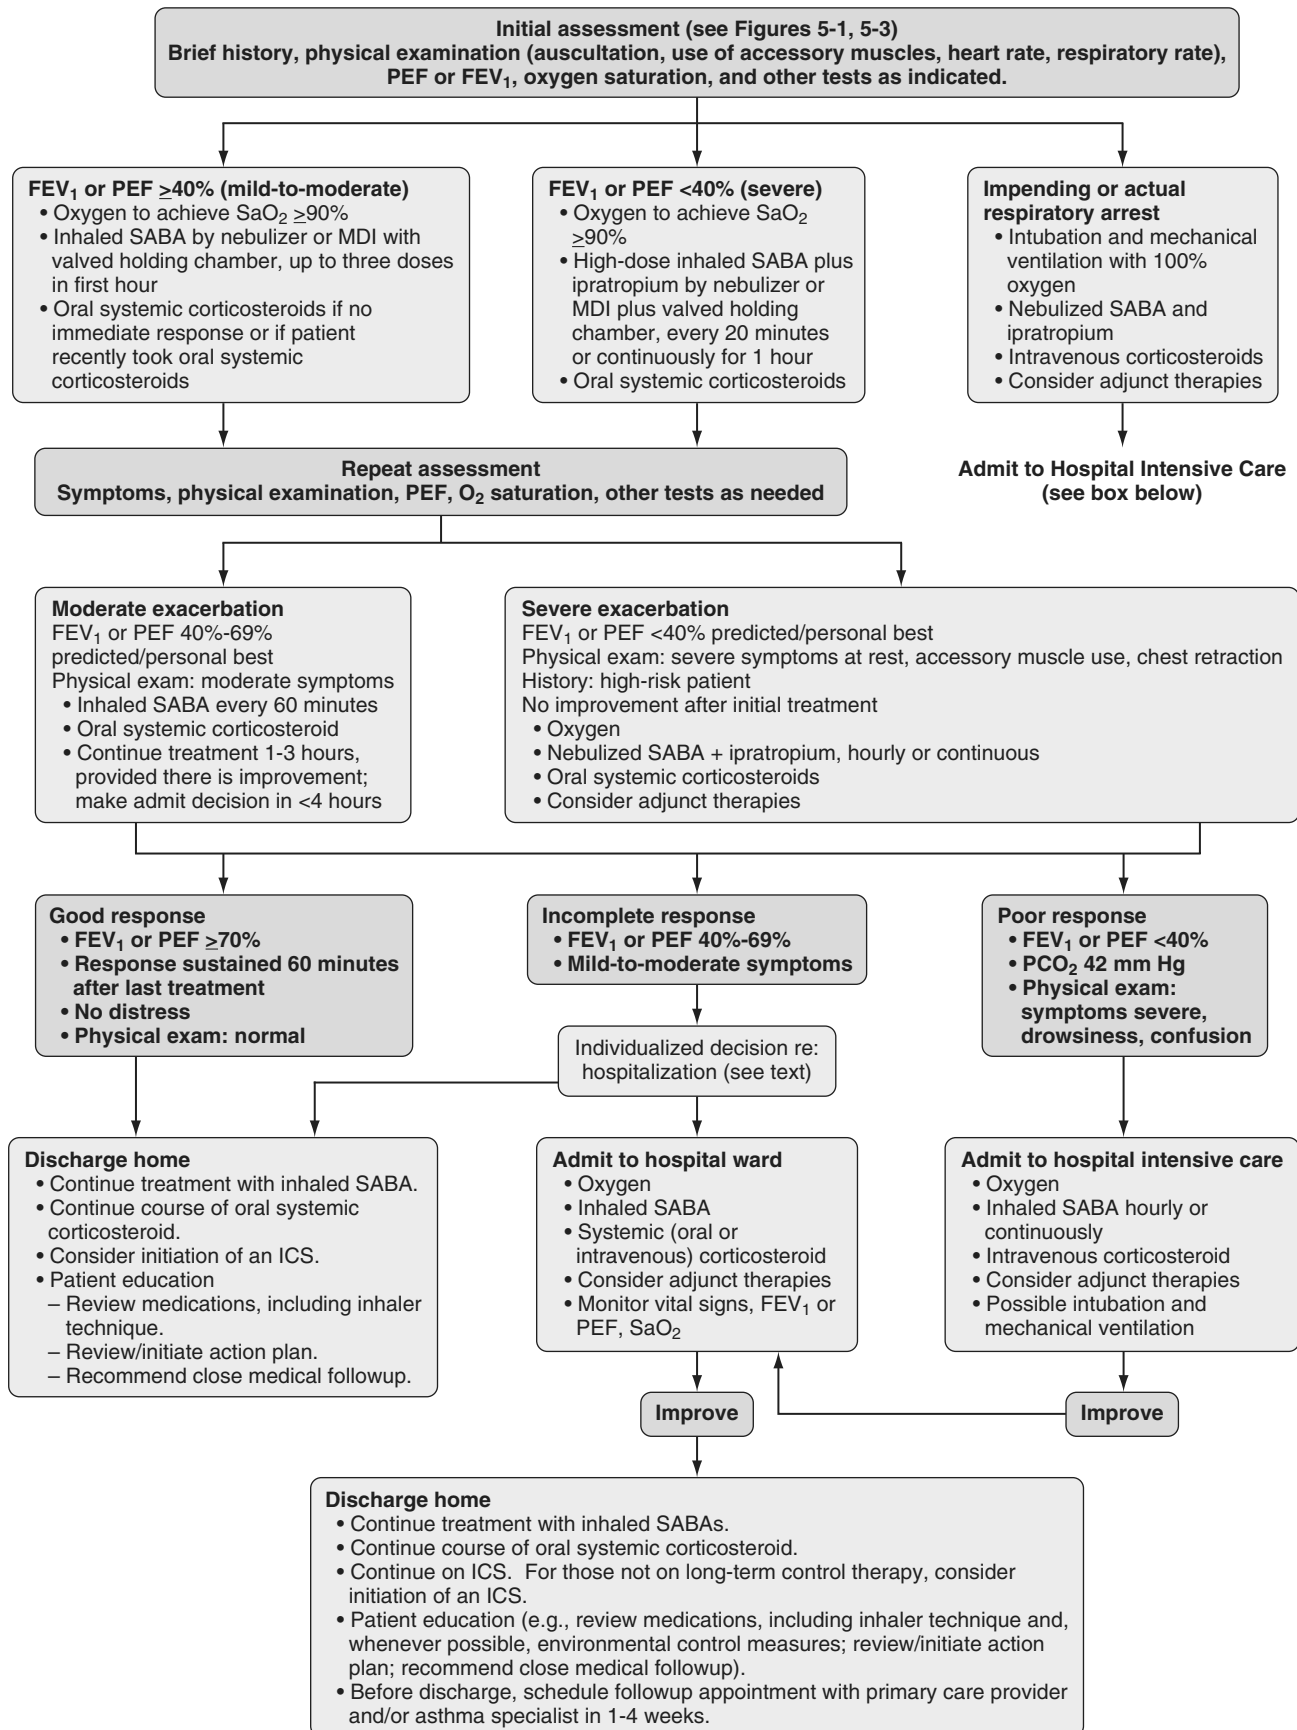 Initial assessment (see Figures 5-1, 5-3)
Brief history, physical examination (auscultation, use of accessory muscles, heart rate, respiratory rate),
PEF or FEV₁, oxygen saturation, and other tests as indicated.
FEV₁ or PEF ≥40% (mild-to-moderate)
• Oxygen to achieve SaO₂ ≥90%
• Inhaled SABA by nebulizer or MDI with
valved holding chamber, up to three doses
in first hour
• Oral systemic corticosteroids if no
immediate response or if patient
recently took oral systemic
corticosteroids
FEV₁ or PEF <40% (severe)
• Oxygen to achieve SaO₂
≥90%
• High-dose inhaled SABA plus
ipratropium by nebulizer or
MDI plus valved holding
chamber, every 20 minutes
or continuously for 1 hour
• Oral systemic corticosteroids
Impending or actual
respiratory arrest
• Intubation and mechanical
ventilation with 100%
oxygen
• Nebulized SABA and
ipratropium
• Intravenous corticosteroids
• Consider adjunct therapies
Repeat assessment
Symptoms, physical examination, PEF, O₂ saturation, other tests as needed
Admit to Hospital Intensive Care
(see box below)
Moderate exacerbation
FEV₁ or PEF 40%-69%
predicted/personal best
Physical exam: moderate symptoms
• Inhaled SABA every 60 minutes
• Oral systemic corticosteroid
• Continue treatment 1-3 hours,
provided there is improvement;
make admit decision in <4 hours
Severe exacerbation
FEV₁ or PEF <40% predicted/personal best
Physical exam: severe symptoms at rest, accessory muscle use, chest retraction
History: high-risk patient
No improvement after initial treatment
• Oxygen
• Nebulized SABA + ipratropium, hourly or continuous
• Oral systemic corticosteroids
• Consider adjunct therapies
Good response
• FEV₁ or PEF ≥70%
• Response sustained 60 minutes
after last treatment
• No distress
• Physical exam: normal
Incomplete response
• FEV₁ or PEF 40%-69%
• Mild-to-moderate symptoms
Poor response
• FEV₁ or PEF <40%
• PCO₂ 42 mm Hg
• Physical exam:
symptoms severe,
drowsiness, confusion
Individualized decision re:
hospitalization (see text)
Discharge home
• Continue treatment with inhaled SABA.
• Continue course of oral systemic
corticosteroid.
• Consider initiation of an ICS.
• Patient education
– Review medications, including inhaler
technique.
– Review/initiate action plan.
– Recommend close medical followup.
Admit to hospital ward
• Oxygen
• Inhaled SABA
• Systemic (oral or
intravenous) corticosteroid
• Consider adjunct therapies
• Monitor vital signs, FEV₁ or
PEF, SaO₂
Admit to hospital intensive care
• Oxygen
• Inhaled SABA hourly or
continuously
• Intravenous corticosteroid
• Consider adjunct therapies
• Possible intubation and
mechanical ventilation
Improve
Improve
Discharge home
• Continue treatment with inhaled SABAs.
• Continue course of oral systemic corticosteroid.
• Continue on ICS. For those not on long-term control therapy, consider
initiation of an ICS.
• Patient education (e.g., review medications, including inhaler technique and,
whenever possible, environmental control measures; review/initiate action
plan; recommend close medical followup).
• Before discharge, schedule followup appointment with primary care provider
and/or asthma specialist in 1-4 weeks.